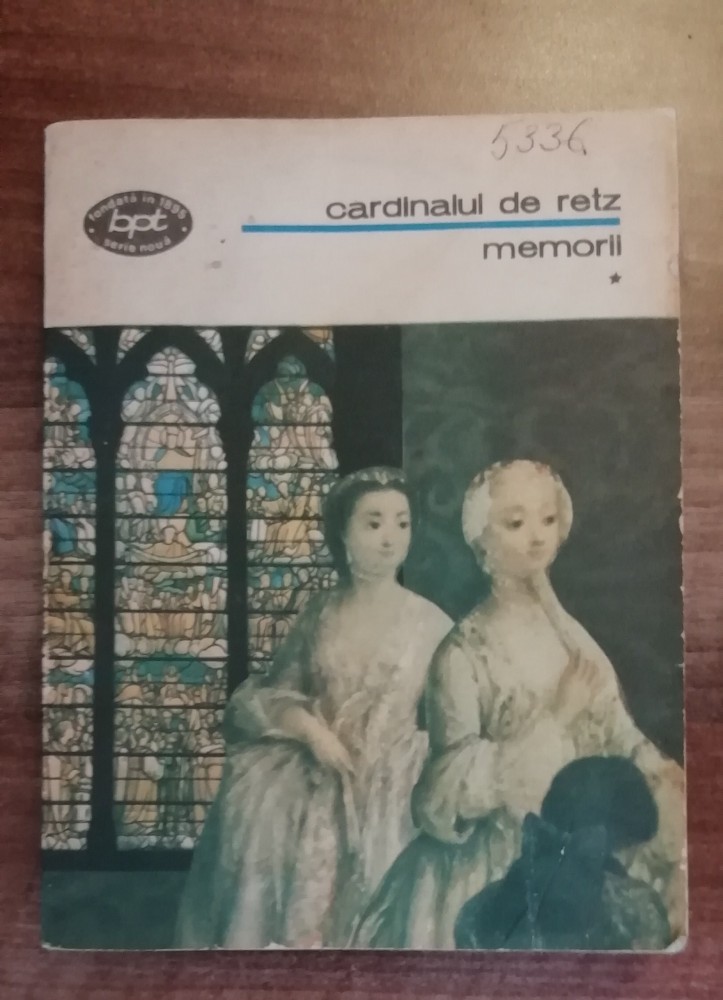 5336
fondată în 1895
bpt
serie nouă
cardinalul de retz
memorii
*